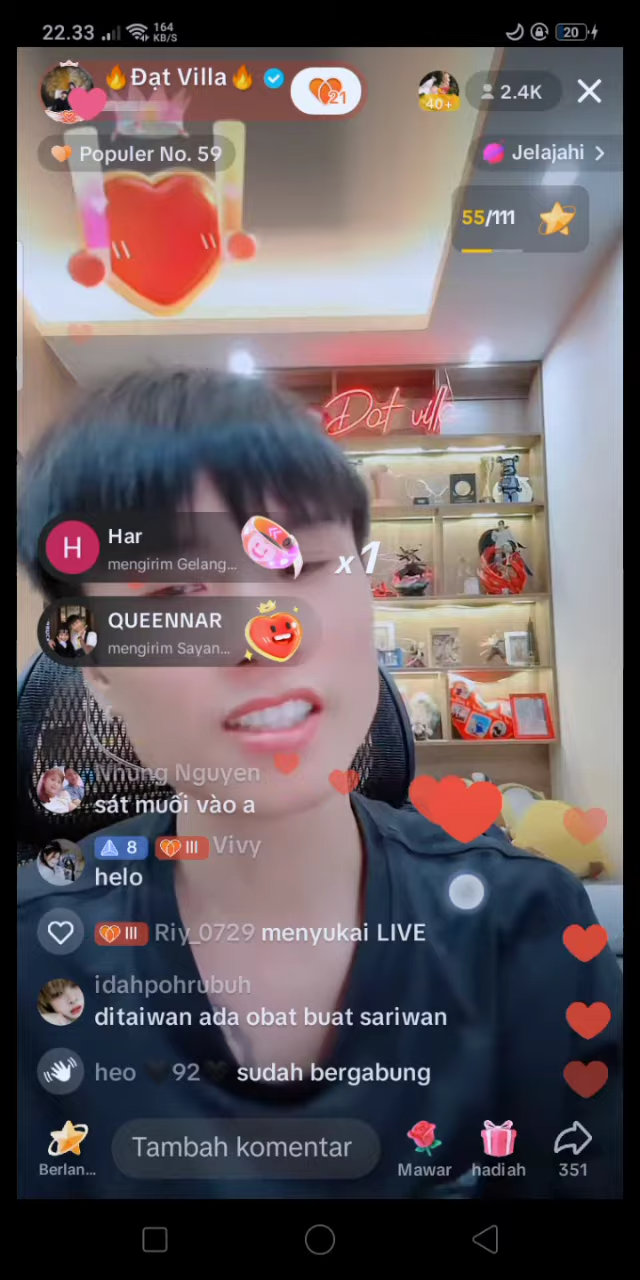 22.33
164
KB/S
20
🔥Đạt Villa🔥
21
40+
2.4K
Populer No. 59
Jelajahi >
55/111
Dat villa
Har
mengirim Gelang...
x1
QUEENNAR
mengirim Sayan...
Nhung Nguyen
sát muối vào a
8 III Vivy
helo
III Riy_0729 menyukai LIVE
idahpohrubuh
ditaiwan ada obat buat sariwan
heo 🖤92🖤 sudah bergabung
Berlan...
Tambah komentar
Mawar
hadiah
351